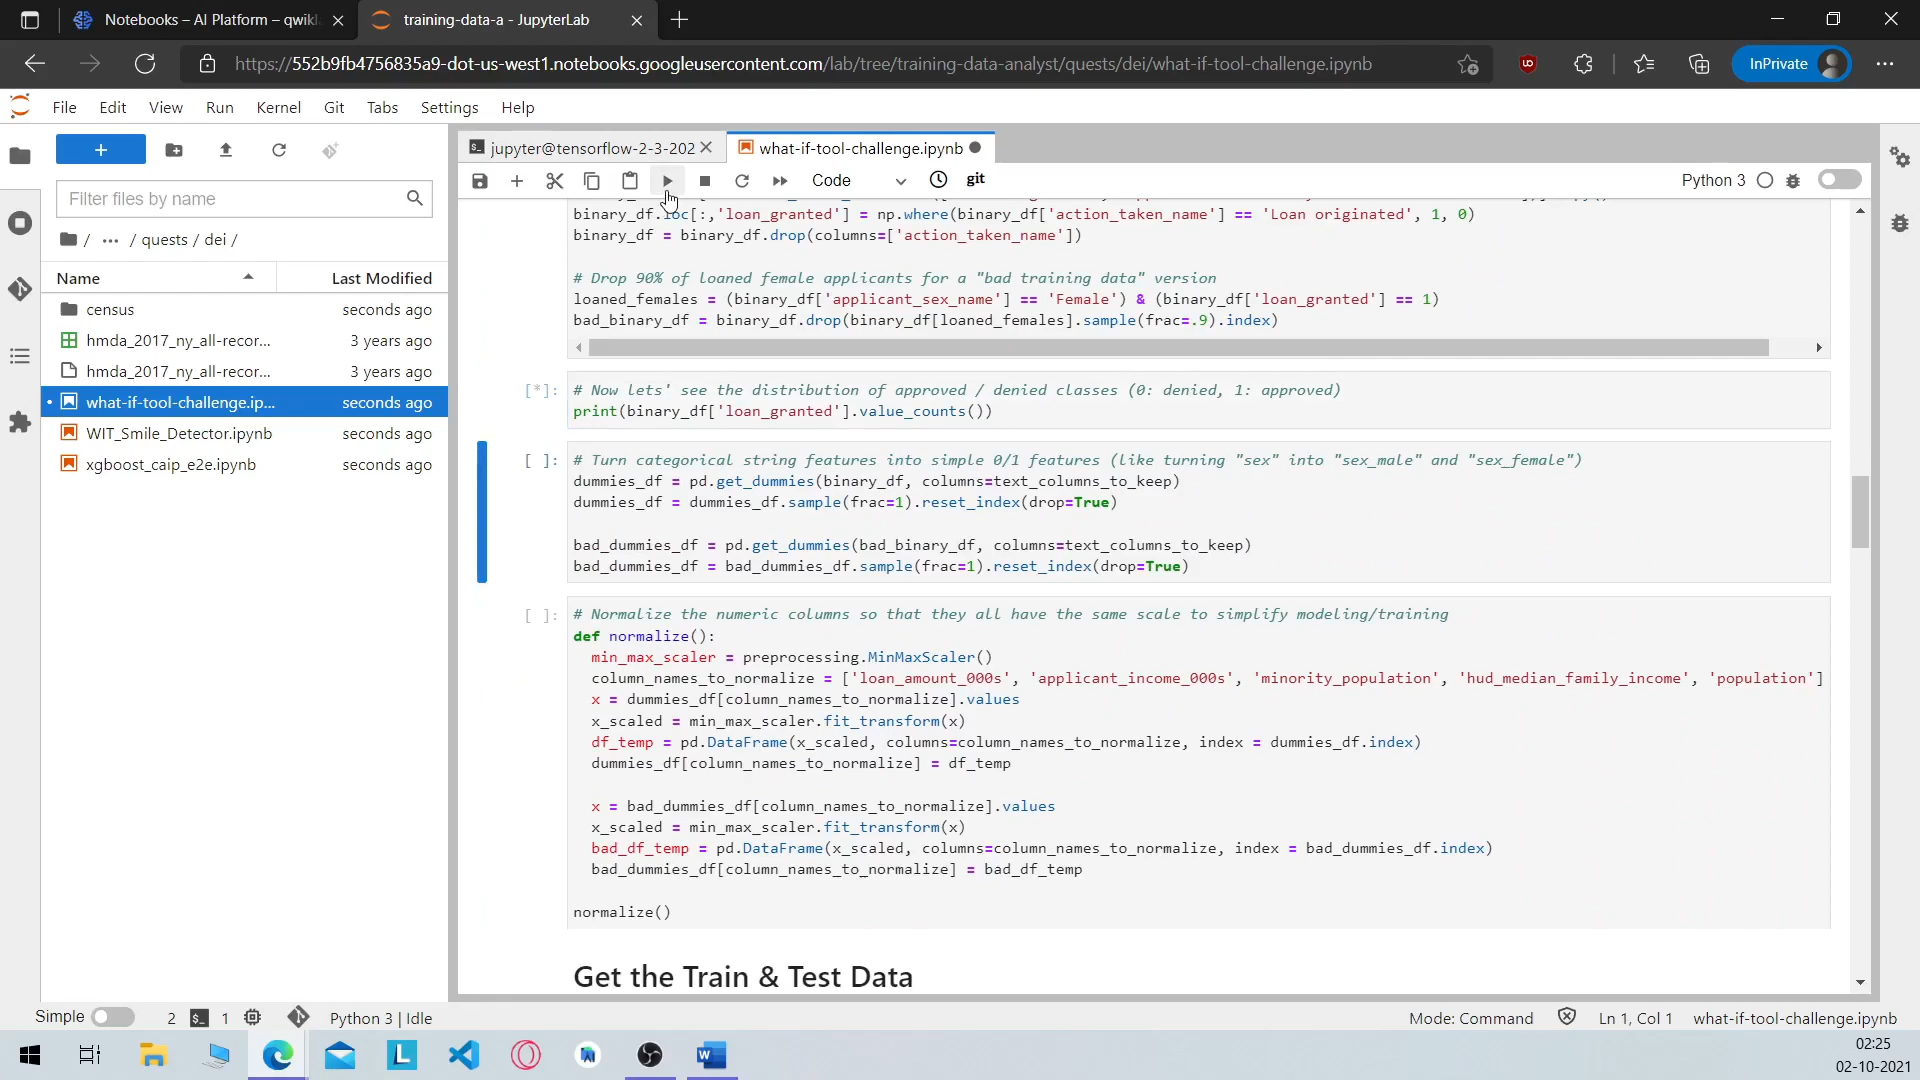 Notebooks – AI Platform – qwikl
training-data-a - JupyterLab
https://552b9fb4756835a9-dot-us-west1.notebooks.googleusercontent.com/lab/tree/training-data-analyst/quests/dei/what-if-tool-challenge.ipynb
InPrivate
File Edit View Run Kernel Git Tabs Settings Help
jupyter@tensorflow-2-3-202
what-if-tool-challenge.ipynb
Code
git
Python 3
Filter files by name
/ ... / quests / dei /
Name Last Modified
census seconds ago
hmda_2017_ny_all-recor... 3 years ago
hmda_2017_ny_all-recor... 3 years ago
what-if-tool-challenge.ip... seconds ago
WIT_Smile_Detector.ipynb seconds ago
xgboost_caip_e2e.ipynb seconds ago
binary_df.loc[:,'loan_granted'] = np.where(binary_df['action_taken_name'] == 'Loan originated', 1, 0)
binary_df = binary_df.drop(columns=['action_taken_name'])
# Drop 90% of loaned female applicants for a "bad training data" version
loaned_females = (binary_df['applicant_sex_name'] == 'Female') & (binary_df['loan_granted'] == 1)
bad_binary_df = binary_df.drop(binary_df[loaned_females].sample(frac=.9).index)
[*]: # Now lets' see the distribution of approved / denied classes (0: denied, 1: approved)
print(binary_df['loan_granted'].value_counts())
[ ]: # Turn categorical string features into simple 0/1 features (like turning "sex" into "sex_male" and "sex_female")
dummies_df = pd.get_dummies(binary_df, columns=text_columns_to_keep)
dummies_df = dummies_df.sample(frac=1).reset_index(drop=True)
bad_dummies_df = pd.get_dummies(bad_binary_df, columns=text_columns_to_keep)
bad_dummies_df = bad_dummies_df.sample(frac=1).reset_index(drop=True)
[ ]: # Normalize the numeric columns so that they all have the same scale to simplify modeling/training
def normalize():
min_max_scaler = preprocessing.MinMaxScaler()
column_names_to_normalize = ['loan_amount_000s', 'applicant_income_000s', 'minority_population', 'hud_median_family_income', 'population']
x = dummies_df[column_names_to_normalize].values
x_scaled = min_max_scaler.fit_transform(x)
df_temp = pd.DataFrame(x_scaled, columns=column_names_to_normalize, index = dummies_df.index)
dummies_df[column_names_to_normalize] = df_temp
x = bad_dummies_df[column_names_to_normalize].values
x_scaled = min_max_scaler.fit_transform(x)
bad_df_temp = pd.DataFrame(x_scaled, columns=column_names_to_normalize, index = bad_dummies_df.index)
bad_dummies_df[column_names_to_normalize] = bad_df_temp
normalize()
Get the Train & Test Data
Simple 2 1 Python 3 | Idle Mode: Command Ln 1, Col 1 what-if-tool-challenge.ipynb
02:25
02-10-2021